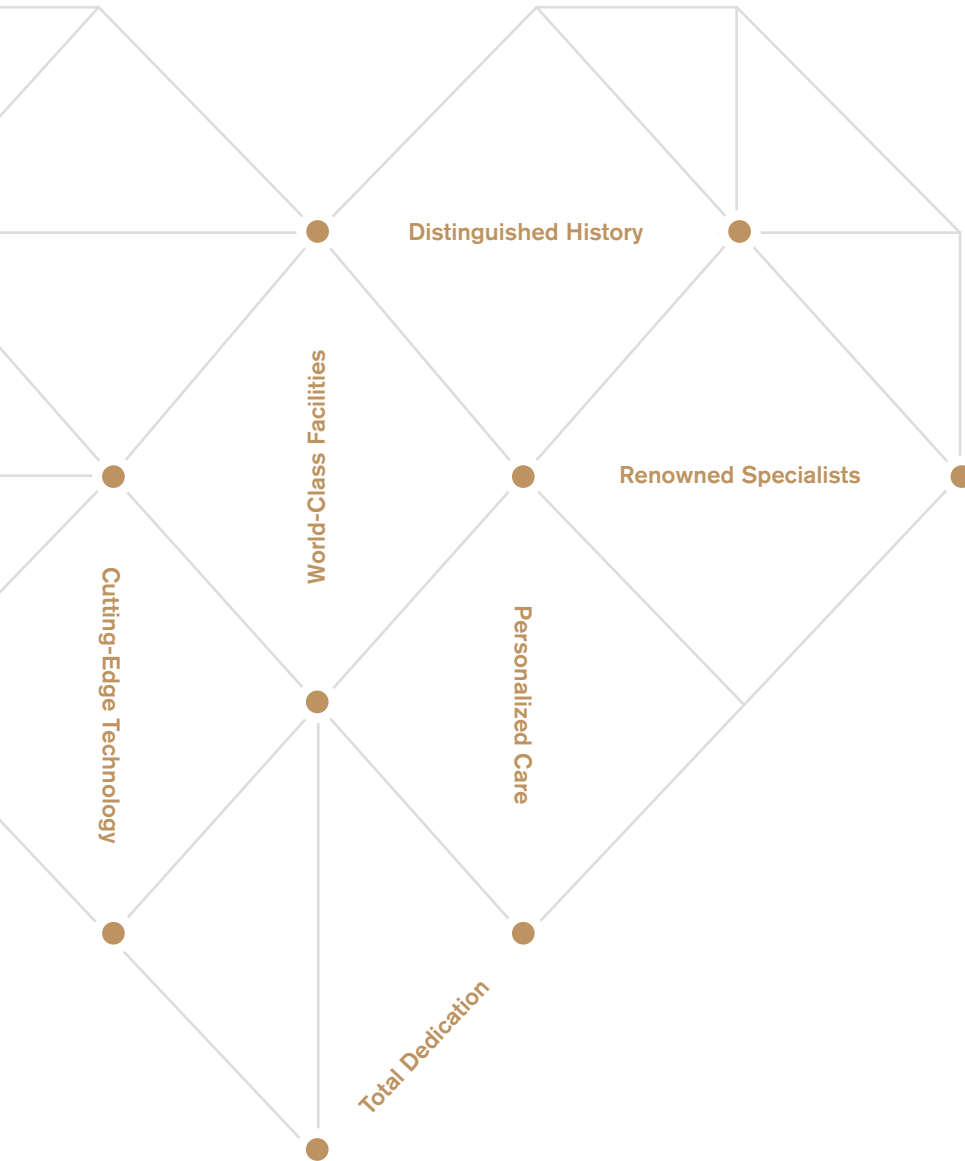 Distinguished History
World-Class Facilities
Renowned Specialists
Cutting-Edge Technology
Personalized Care
Total Dedication